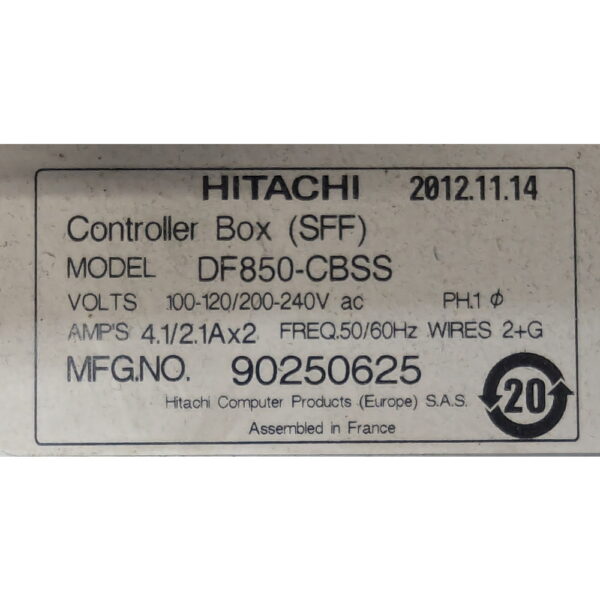 HITACHI 2012.11.14
Controller Box (SFF)
MODEL DF850-CBSS
VOLTS 100-120/200-240V ac PH.1 ϕ
AMP'S 4.1/2.1Ax2 FREQ.50/60Hz WIRES 2+G
MFG.NO. 90250625
Hitachi Computer Products (Europe) S.A.S.
20
Assembled in France